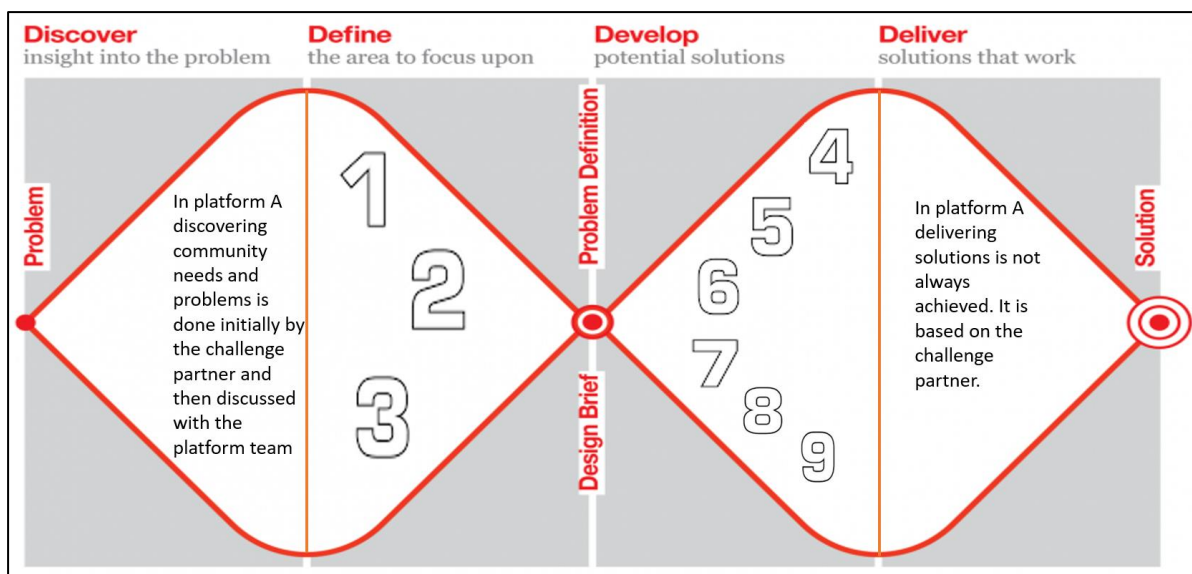 Discover
insight into the problem
Define
the area to focus upon
Develop
potential solutions
Deliver
solutions that work
Problem
In platform A
discovering
community
needs and
problems is
done initially by
the challenge
partner and
then discussed
with the
platform team
1
2
3
Problem Definition
Design Brief
4
5
6
7
8
9
In platform A
delivering
solutions is not
always
achieved. It is
based on the
challenge
partner.
Solution